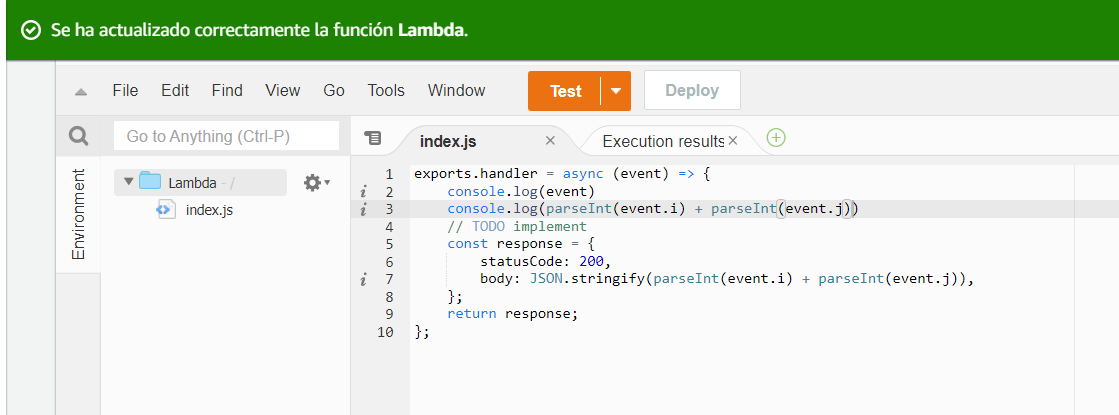 Se ha actualizado correctamente la función Lambda.
File Edit Find View Go Tools Window Test Deploy
Go to Anything (Ctrl-P)
index.js × Execution results ×
Environment
Lambda - /
index.js
1 exports.handler = async (event) => {
i 2 console.log(event)
i 3 console.log(parseInt(event.i) + parseInt(event.j))
4 // TODO implement
5 const response = {
6 statusCode: 200,
i 7 body: JSON.stringify(parseInt(event.i) + parseInt(event.j)),
8 };
9 return response;
10 };